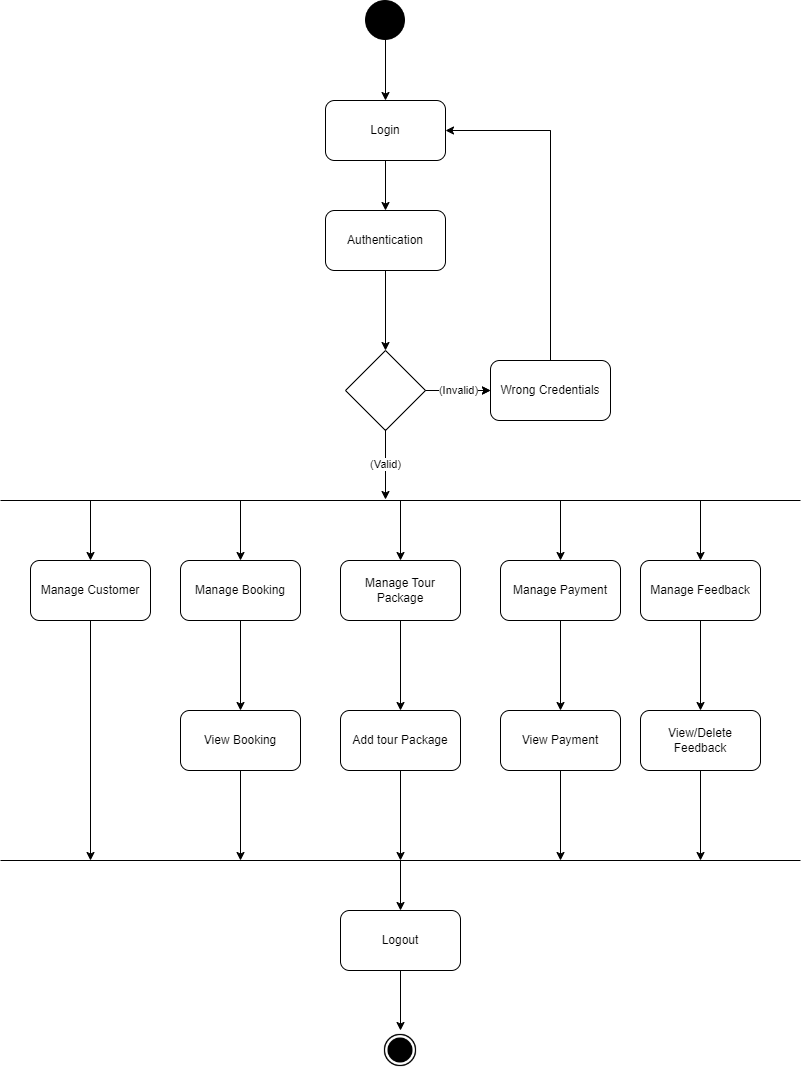 Login
Authentication
(Invalid)
Wrong Credentials
(Valid)
Manage Customer
Manage Booking
Manage Tour
Package
Manage Payment
Manage Feedback
View Booking
Add tour Package
View Payment
View/Delete
Feedback
Logout